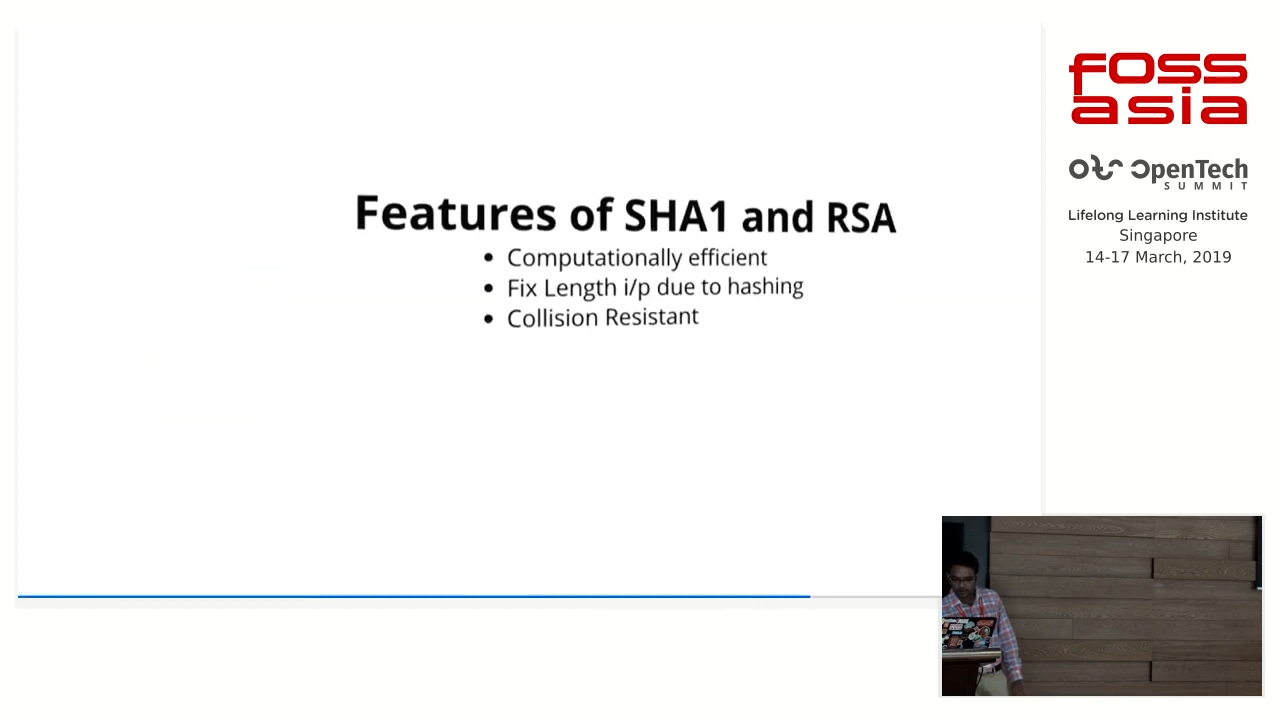 Features of SHA1 and RSA
• Computationally efficient
• Fix Length i/p due to hashing
• Collision Resistant
fOSS
asia
OpenTech
SUMMIT
Lifelong Learning Institute
Singapore
14-17 March, 2019